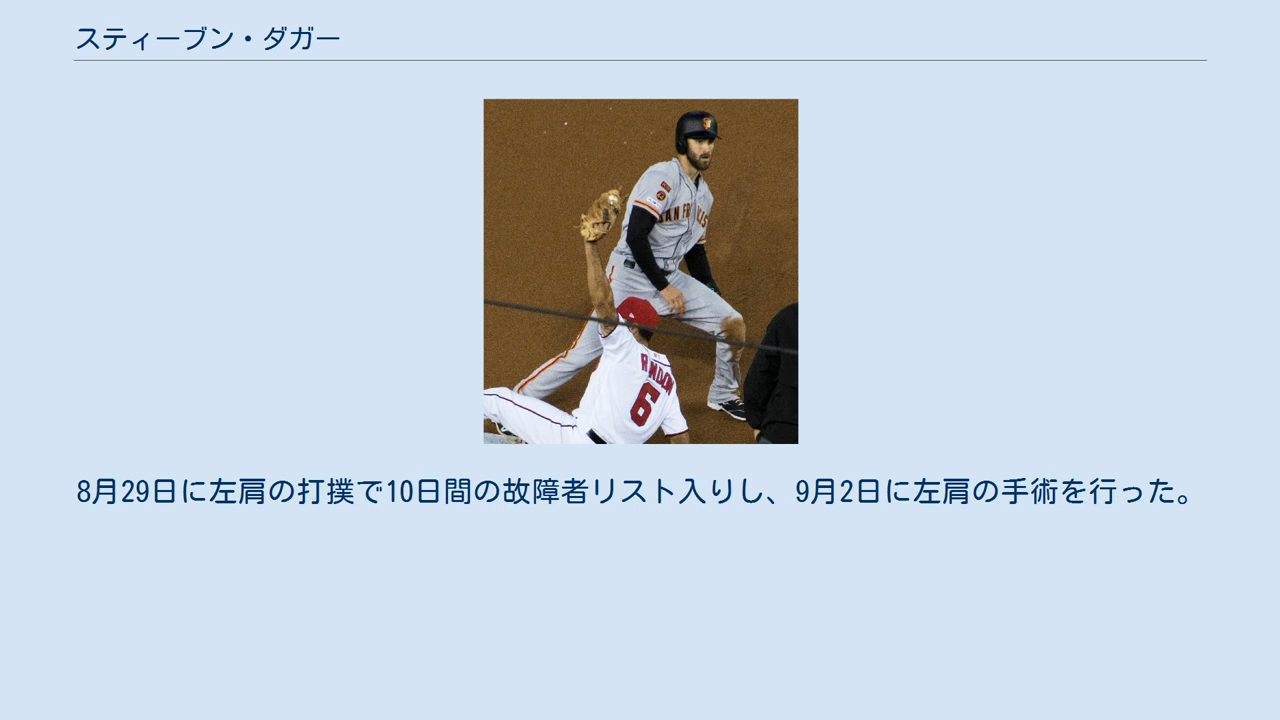 スティーブン・ダガー
RENDON
6
8月29日に左肩の打撲で10日間の故障者リスト入りし、9月2日に左肩の手術を行った。